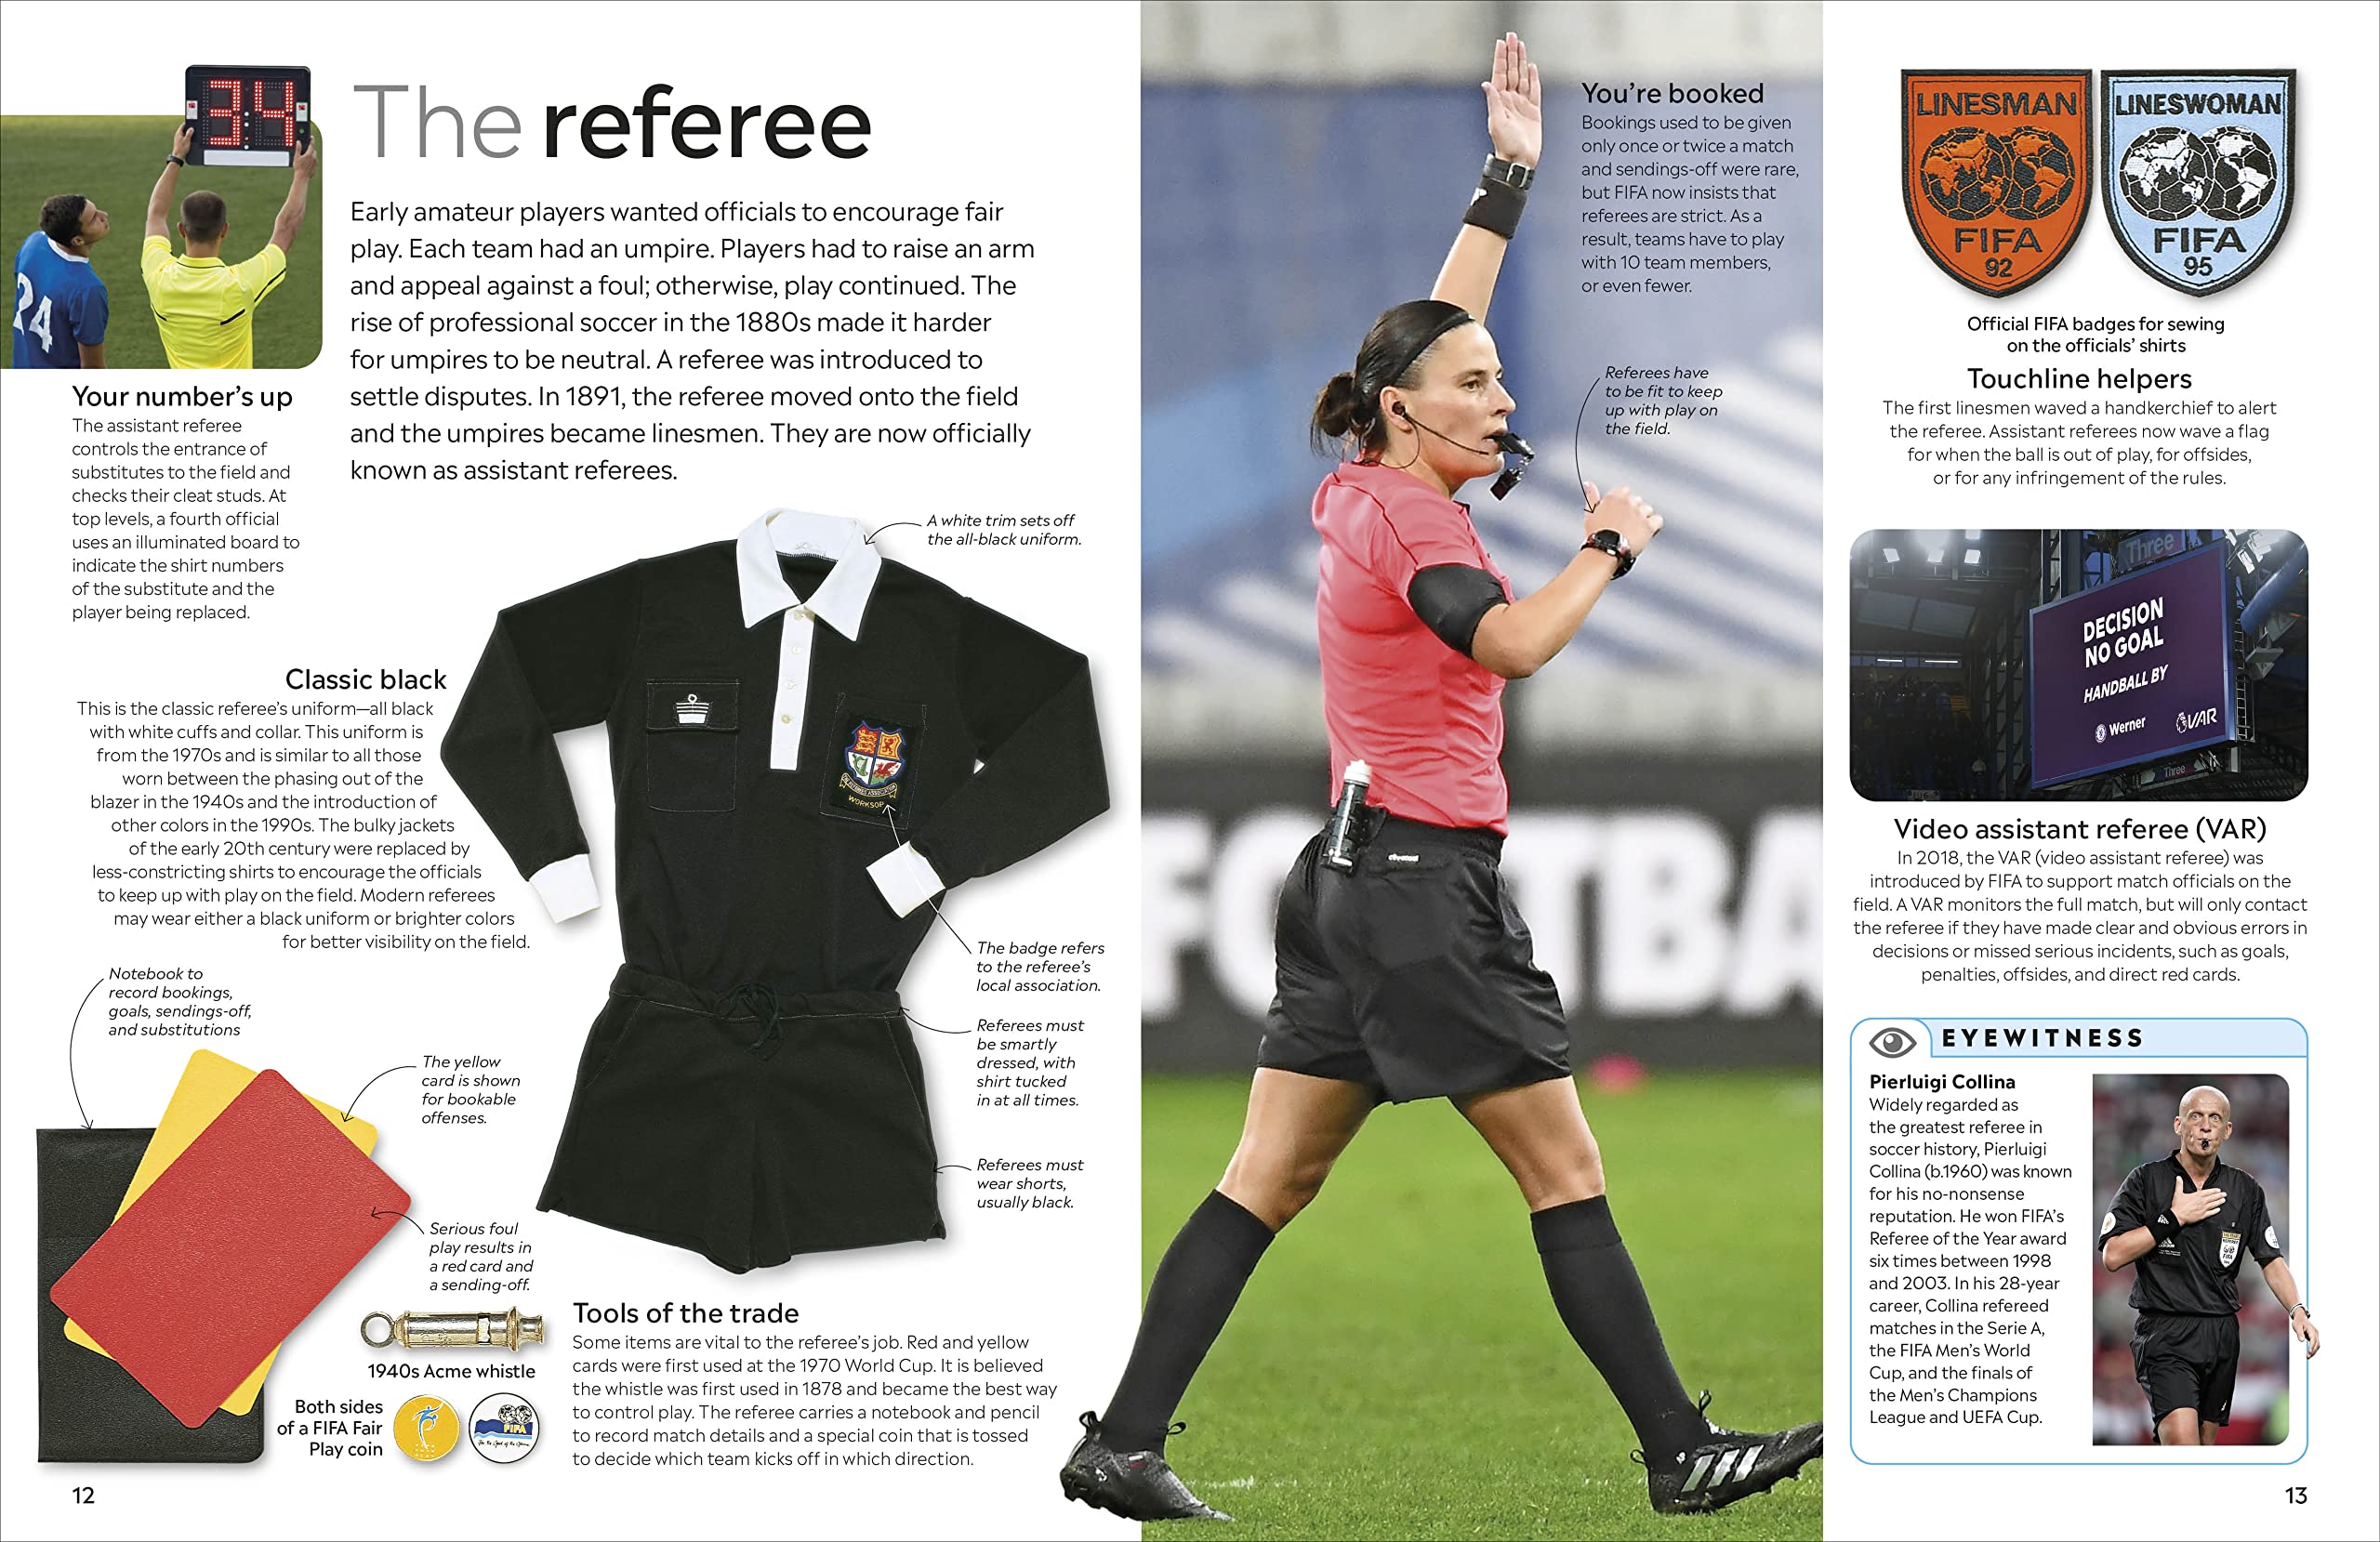 34
24
The referee
Early amateur players wanted officials to encourage fair
play. Each team had an umpire. Players had to raise an arm
and appeal against a foul; otherwise, play continued. The
rise of professional soccer in the 1880s made it harder
for umpires to be neutral. A referee was introduced to
settle disputes. In 1891, the referee moved onto the field
and the umpires became linesmen. They are now officially
known as assistant referees.
Your number's up
The assistant referee
controls the entrance of
substitutes to the field and
checks their cleat studs. At
top levels, a fourth official
uses an illuminated board to
indicate the shirt numbers
of the substitute and the
player being replaced.
A white trim sets off
the all-black uniform.
Classic black
This is the classic referee's uniform—all black
with white cuffs and collar. This uniform is
from the 1970s and is similar to all those
worn between the phasing out of the
blazer in the 1940s and the introduction of
other colors in the 1990s. The bulky jackets
of the early 20th century were replaced by
less-constricting shirts to encourage the officials
to keep up with play on the field. Modern referees
may wear either a black uniform or brighter colors
for better visibility on the field.
WORKSOP
The badge refers
to the referee's
local association.
Referees must
be smartly
dressed, with
shirt tucked
in at all times.
Referees must
wear shorts,
usually black.
Notebook to
record bookings,
goals, sendings-off,
and substitutions
The yellow
card is shown
for bookable
offenses.
Serious foul
play results in
a red card and
a sending-off.
1940s Acme whistle
Both sides
of a FIFA Fair
Play coin
FIFA
For the Good of the Game
Tools of the trade
Some items are vital to the referee's job. Red and yellow
cards were first used at the 1970 World Cup. It is believed
the whistle was first used in 1878 and became the best way
to control play. The referee carries a notebook and pencil
to record match details and a special coin that is tossed
to decide which team kicks off in which direction.
12
You're booked
Bookings used to be given
only once or twice a match
and sendings-off were rare,
but FIFA now insists that
referees are strict. As a
result, teams have to play
with 10 team members,
or even fewer.
Referees have
to be fit to keep
up with play on
the field.
FOOTBA
LINESMAN
FIFA
92
LINESWOMAN
FIFA
95
Official FIFA badges for sewing
on the officials' shirts
Touchline helpers
The first linesmen waved a handkerchief to alert
the referee. Assistant referees now wave a flag
for when the ball is out of play, for offsides,
or for any infringement of the rules.
Three
DECISION
NO GOAL
HANDBALL BY
Werner
VAR
Three
Video assistant referee (VAR)
In 2018, the VAR (video assistant referee) was
introduced by FIFA to support match officials on the
field. A VAR monitors the full match, but will only contact
the referee if they have made clear and obvious errors in
decisions or missed serious incidents, such as goals,
penalties, offsides, and direct red cards.
EYEWITNESS
Pierluigi Collina
Widely regarded as
the greatest referee in
soccer history, Pierluigi
Collina (b.1960) was known
for his no-nonsense
reputation. He won FIFA's
Referee of the Year award
six times between 1998
and 2003. In his 28-year
career, Collina refereed
matches in the Serie A,
the FIFA Men's World
Cup, and the finals of
the Men's Champions
League and UEFA Cup.
13